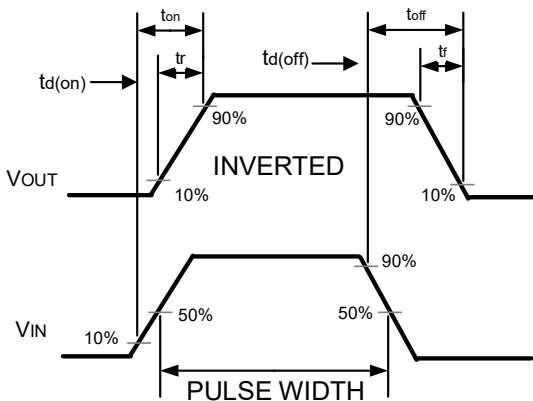 ton
toff
tr
td(off)
tf
td(on)
90%
90%
INVERTED
VOUT
10%
10%
90%
50%
50%
VIN
10%
PULSE WIDTH